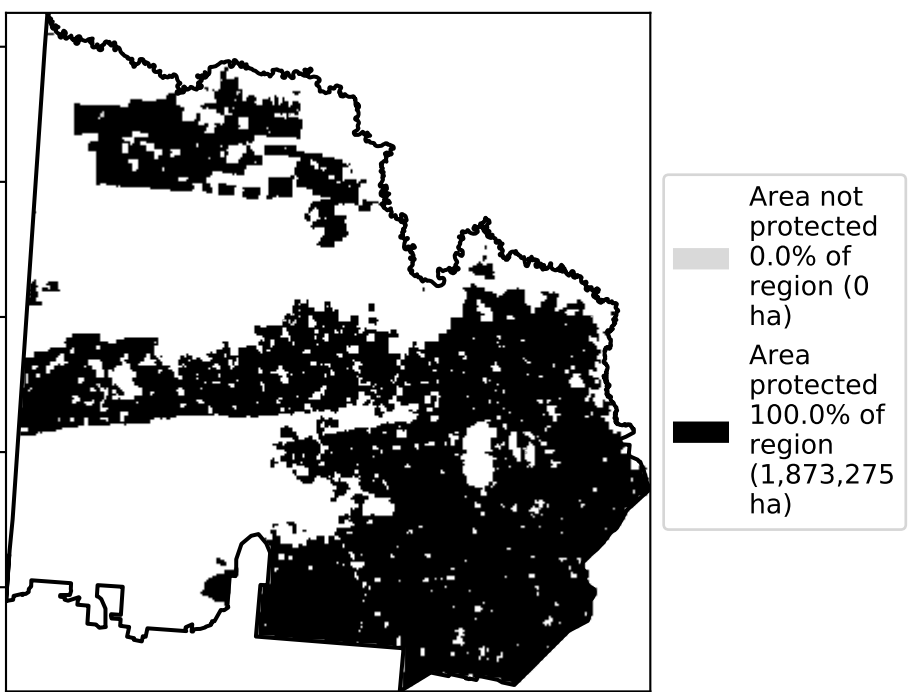 Area not
protected
0.0% of
region (0
ha)
Area
protected
100.0% of
region
(1,873,275
ha)